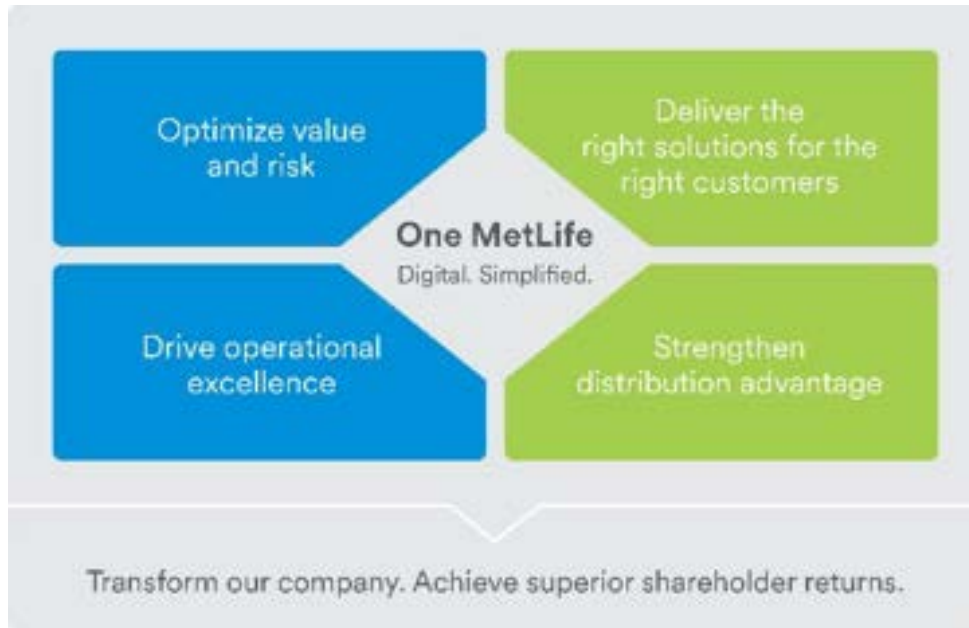 Optimize value
and risk
Deliver the
right solutions for the
right customers
One MetLife
Digital. Simplified.
Drive operational
excellence
Strengthen
distribution advantage
Transform our company. Achieve superior shareholder returns.